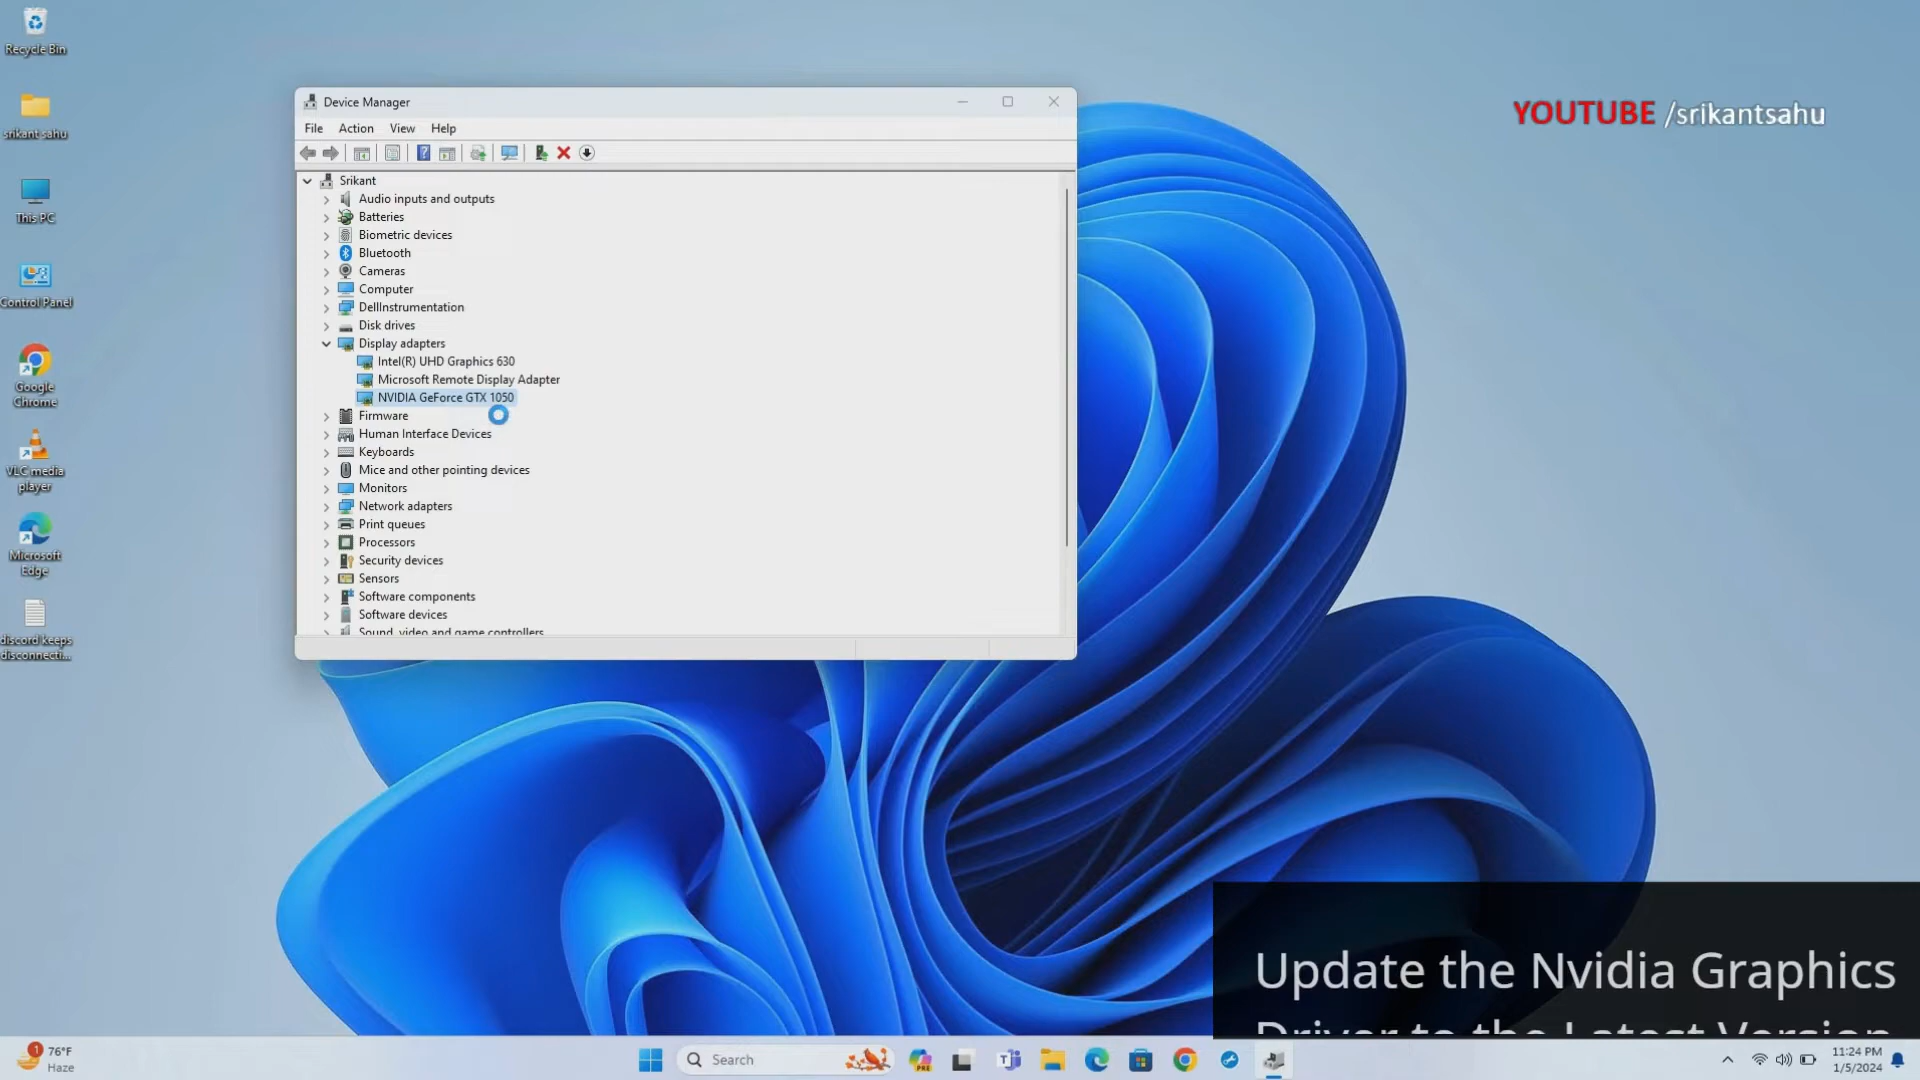 Recycle Bin
srikant sahu
This PC
Control Panel
Google
Chrome
VLC media
player
Microsoft
Edge
discord keeps
disconnecti...
Device Manager
File Action View Help
Srikant
Audio inputs and outputs
Batteries
Biometric devices
Bluetooth
Cameras
Computer
DellInstrumentation
Disk drives
Display adapters
Intel(R) UHD Graphics 630
Microsoft Remote Display Adapter
NVIDIA GeForce GTX 1050
Firmware
Human Interface Devices
Keyboards
Mice and other pointing devices
Monitors
Network adapters
Print queues
Processors
Security devices
Sensors
Software components
Software devices
Sound, video and game controllers
YOUTUBE /srikantsahu
Update the Nvidia Graphics
Driver to the Latest Version
1
76°F
Haze
Search
PRE
11:24 PM
1/5/2024